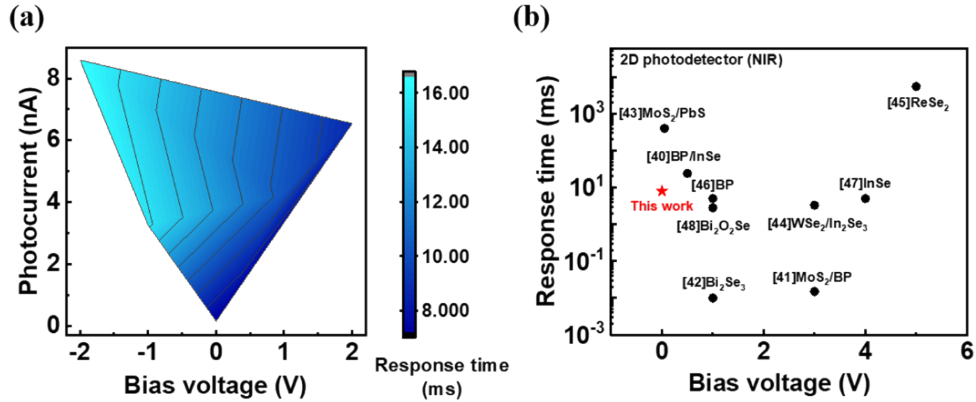 (a)
8
6
4
2
0
Photocurrent (nA)
-2 -1 0 1 2
Bias voltage (V)
16.00
14.00
12.00
10.00
8.000
Response time
(ms)
(b)
2D photodetector (NIR)
[45]ReSe₂
[43]MoS₂/PbS
[40]BP/InSe
[46]BP
[47]InSe
This work
[48]Bi₂O₂Se
[44]WSe₂/In₂Se₃
[42]Bi₂Se₃
[41]MoS₂/BP
10³
10¹
10⁻¹
10⁻³
Response time (ms)
0 2 4 6
Bias voltage (V)